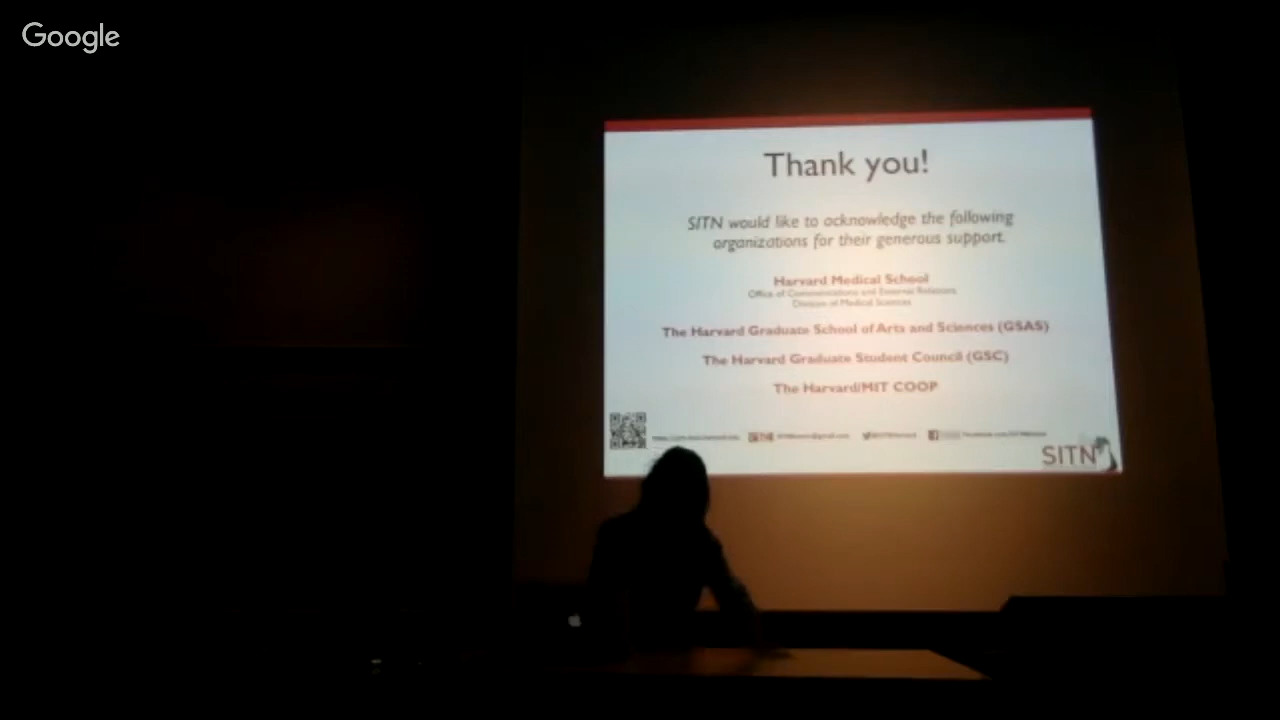 Google
Thank you!
SITN would like to acknowledge the following
organizations for their generous support.
Harvard Medical School
Office of Communications and External Relations
Division of Medical Sciences
The Harvard Graduate School of Arts and Sciences (GSAS)
The Harvard Graduate Student Council (GSC)
The Harvard/MIT COOP
SITN